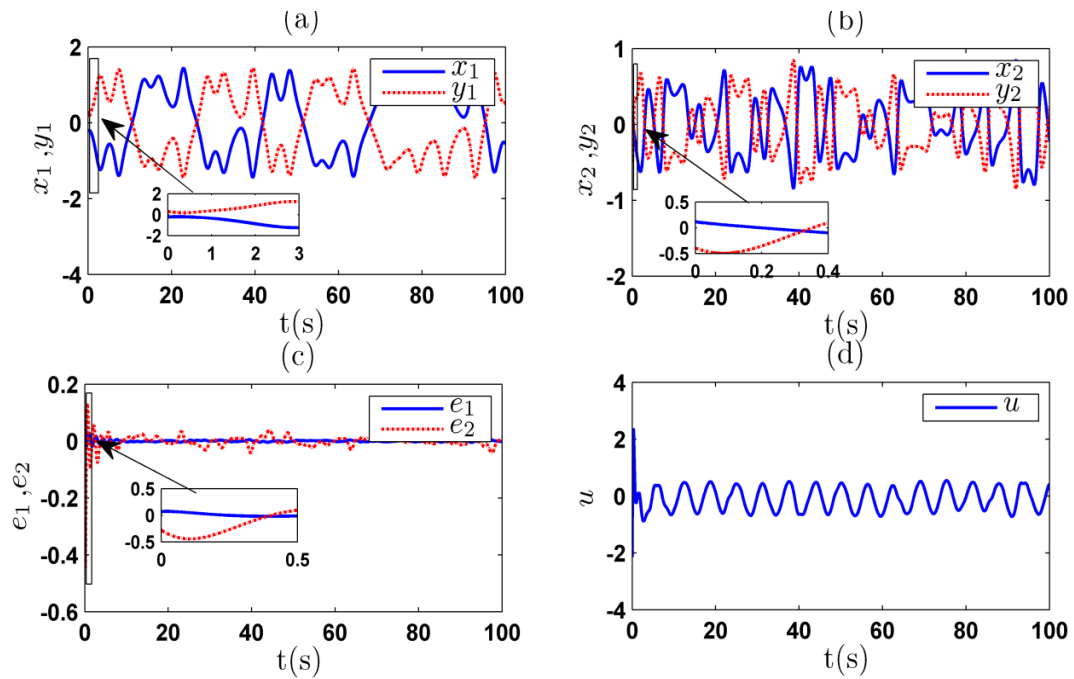 (a)
2
0
-2
-4
x1,y1
x1
y1
2
0
-2
0 1 2 3
0 20 40 60 80 100
t(s)
(b)
1
0
-1
-2
x2,y2
x2
y2
0.5
0
-0.5
0 0.2 0.4
0 20 40 60 80 100
t(s)
(c)
0.2
0
-0.2
-0.4
-0.6
e1,e2
e1
e2
0.5
0
-0.5
0 0.5
0 20 40 60 80 100
t(s)
(d)
4
2
0
-2
-4
u
u
0 20 40 60 80 100
t(s)